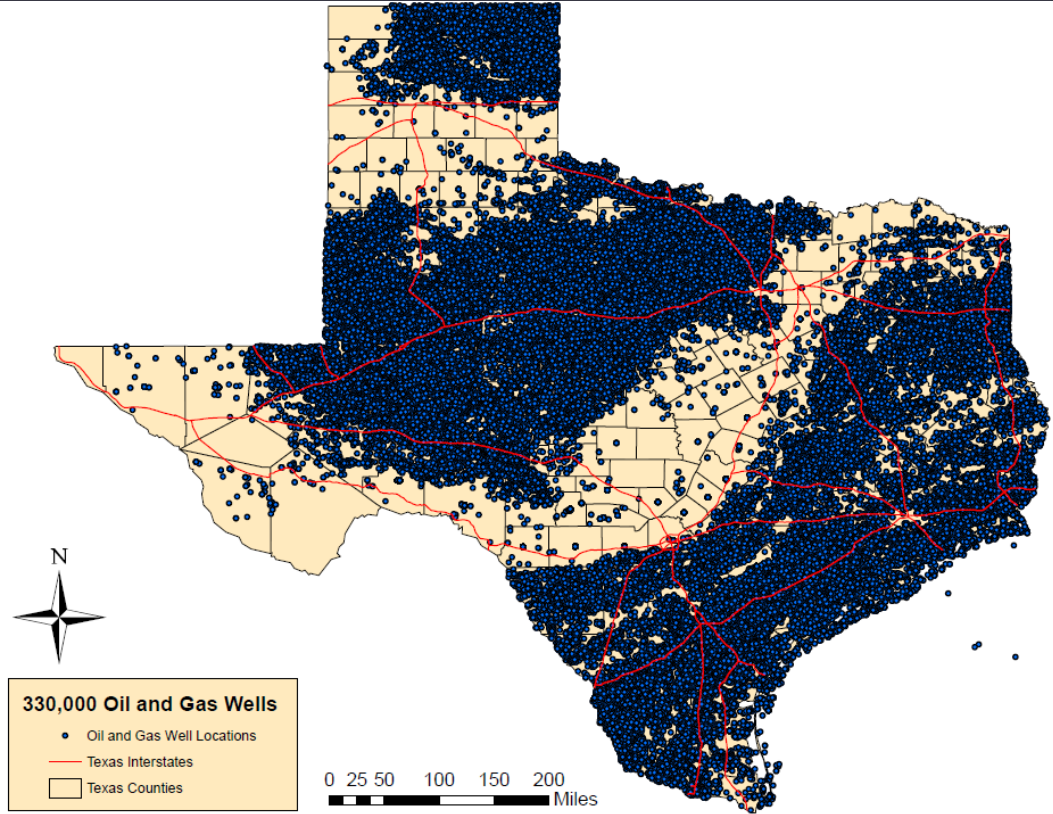 N
330,000 Oil and Gas Wells
Oil and Gas Well Locations
Texas Interstates
Texas Counties
0 25 50 100 150 200
Miles